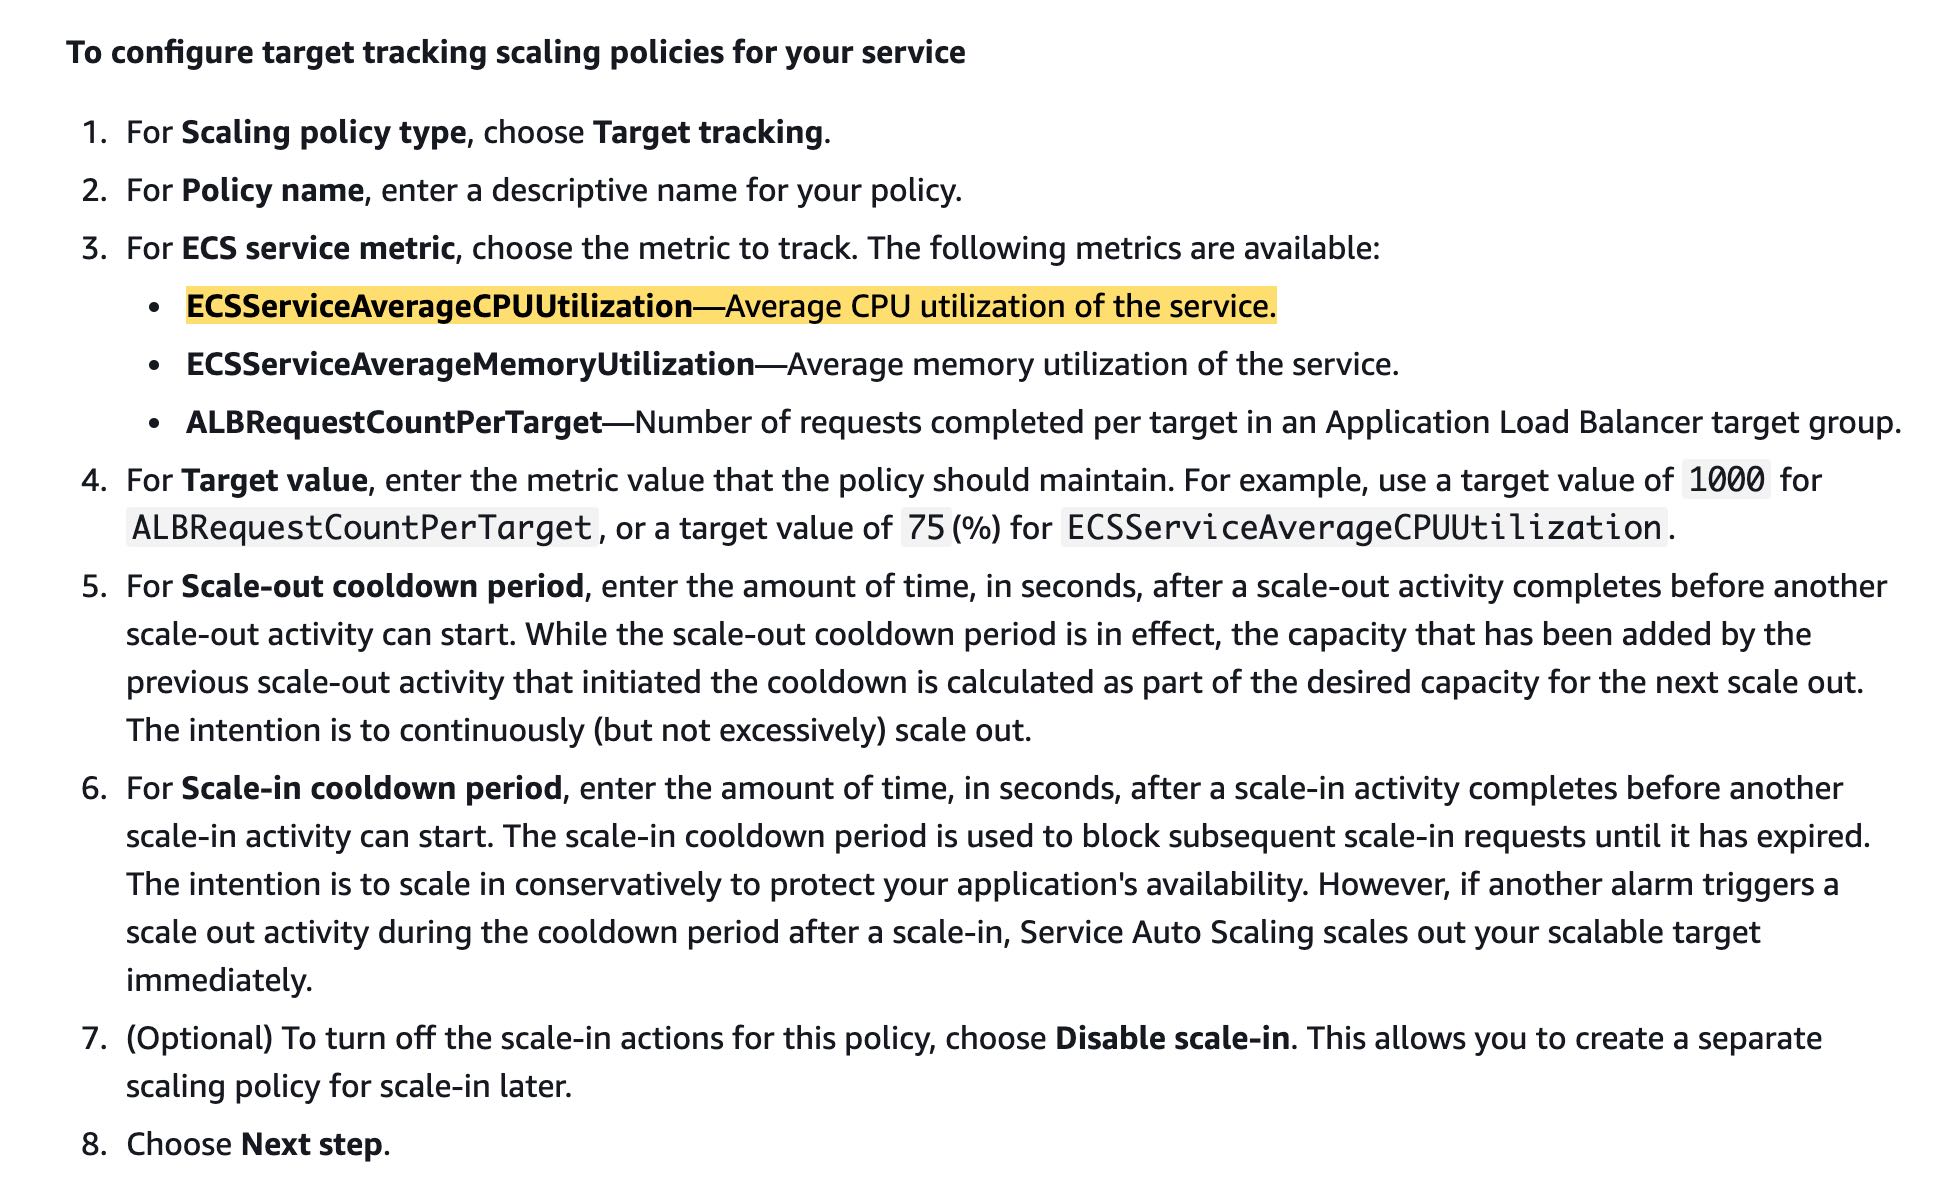 To configure target tracking scaling policies for your service
1. For Scaling policy type, choose Target tracking.
2. For Policy name, enter a descriptive name for your policy.
3. For ECS service metric, choose the metric to track. The following metrics are available:
• ECSServiceAverageCPUUtilization—Average CPU utilization of the service.
• ECSServiceAverageMemoryUtilization—Average memory utilization of the service.
• ALBRequestCountPerTarget—Number of requests completed per target in an Application Load Balancer target group.
4. For Target value, enter the metric value that the policy should maintain. For example, use a target value of 1000 for
ALBRequestCountPerTarget, or a target value of 75(%) for ECSServiceAverageCPUUtilization.
5. For Scale-out cooldown period, enter the amount of time, in seconds, after a scale-out activity completes before another
scale-out activity can start. While the scale-out cooldown period is in effect, the capacity that has been added by the
previous scale-out activity that initiated the cooldown is calculated as part of the desired capacity for the next scale out.
The intention is to continuously (but not excessively) scale out.
6. For Scale-in cooldown period, enter the amount of time, in seconds, after a scale-in activity completes before another
scale-in activity can start. The scale-in cooldown period is used to block subsequent scale-in requests until it has expired.
The intention is to scale in conservatively to protect your application's availability. However, if another alarm triggers a
scale out activity during the cooldown period after a scale-in, Service Auto Scaling scales out your scalable target
immediately.
7. (Optional) To turn off the scale-in actions for this policy, choose Disable scale-in. This allows you to create a separate
scaling policy for scale-in later.
8. Choose Next step.